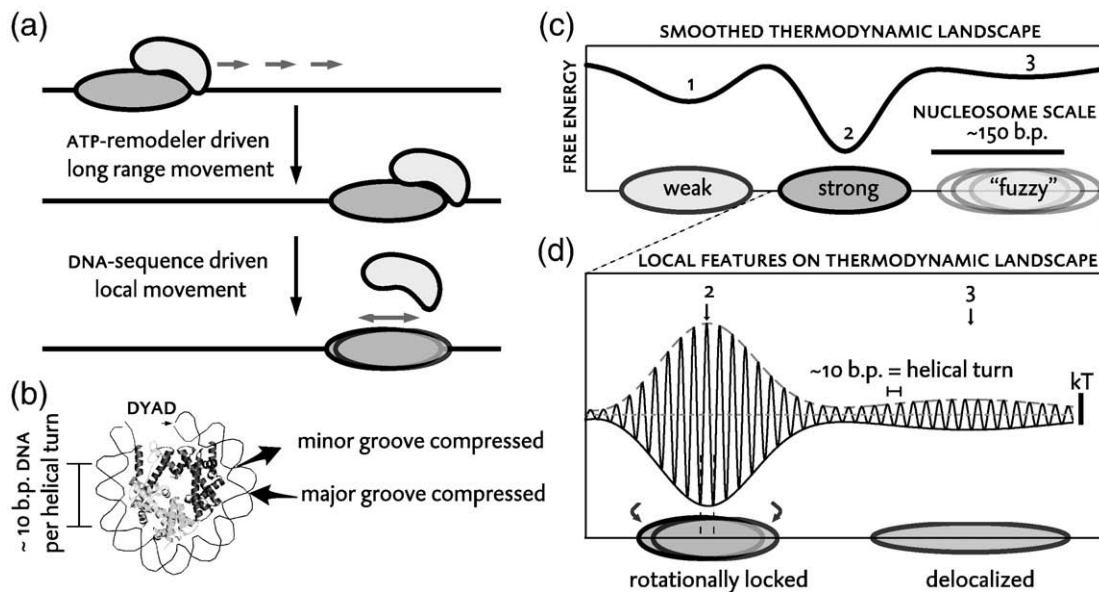 (a)
ATP-REMODELER DRIVEN
long range movement
DNA-SEQUENCE DRIVEN
local movement
(b)
DYAD
~ 10 b.p. DNA
per helical turn
minor groove compressed
major groove compressed
(c)
SMOOTHED THERMODYNAMIC LANDSCAPE
FREE ENERGY
1
2
3
NUCLEOSOME SCALE
~150 b.p.
weak
strong
"fuzzy"
(d)
LOCAL FEATURES ON THERMODYNAMIC LANDSCAPE
2
3
~10 b.p. = helical turn
kT
rotationally locked
delocalized